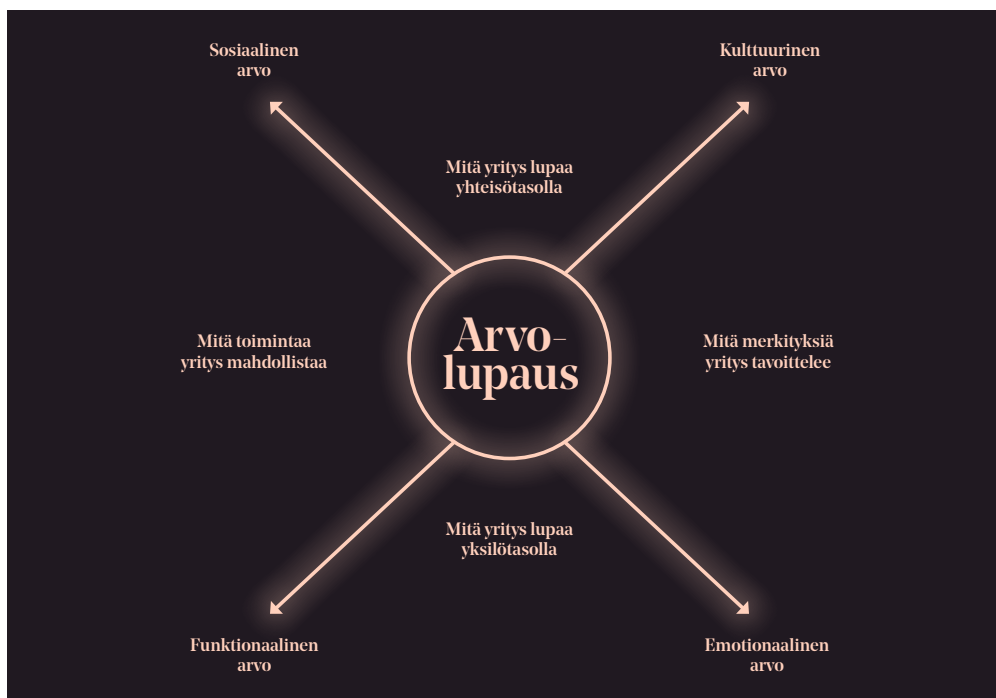 Sosiaalinen
arvo
Kulttuurinen
arvo
Mitä yritys lupaa
yhteisötasolla
Mitä toimintaa
yritys mahdollistaa
Arvo-
lupaus
Mitä merkityksiä
yritys tavoittelee
Mitä yritys lupaa
yksilötasolla
Funktionaalinen
arvo
Emotionaalinen
arvo